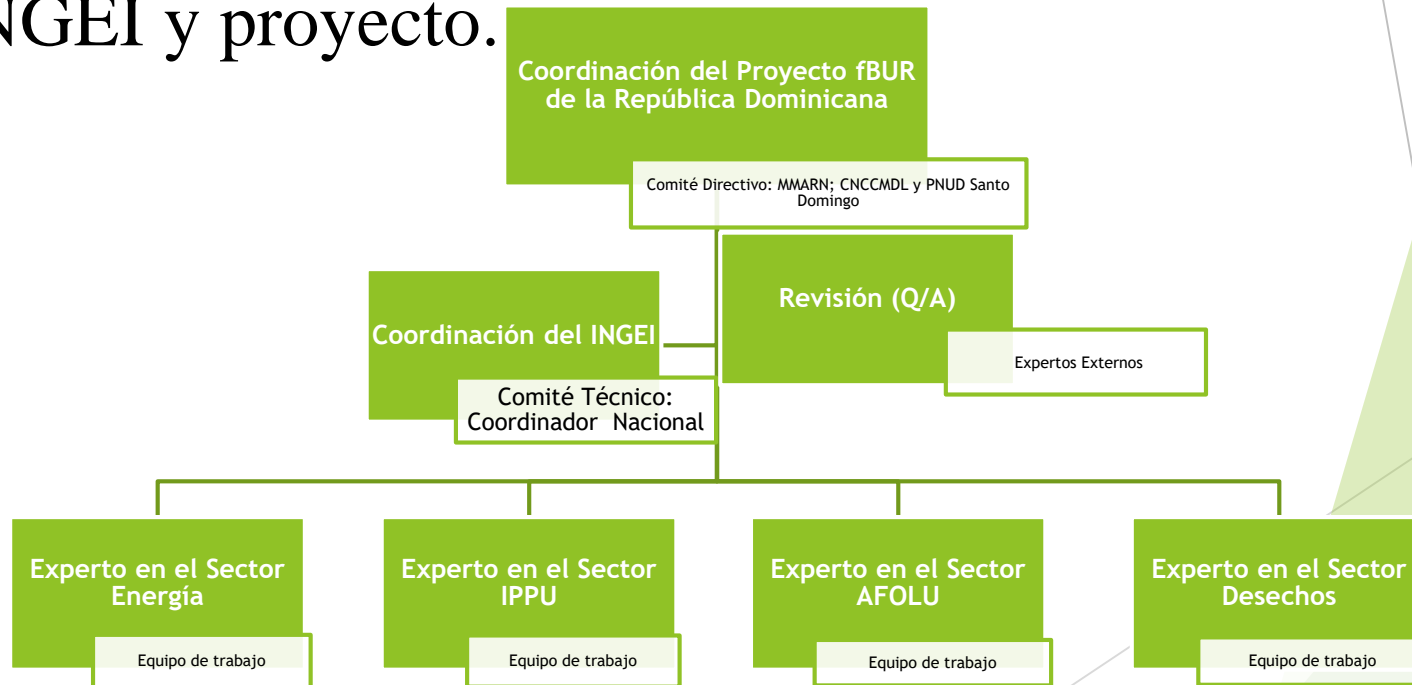 NGEI y proyecto.
Coordinación del Proyecto fBUR
de la República Dominicana
Comité Directivo: MMARN; CNCCMDL y PNUD Santo
Domingo
Revisión (Q/A)
Expertos Externos
Coordinación del INGEI
Comité Técnico:
Coordinador Nacional
Experto en el Sector
Energía
Equipo de trabajo
Experto en el Sector
IPPU
Equipo de trabajo
Experto en el Sector
AFOLU
Equipo de trabajo
Experto en el Sector
Desechos
Equipo de trabajo